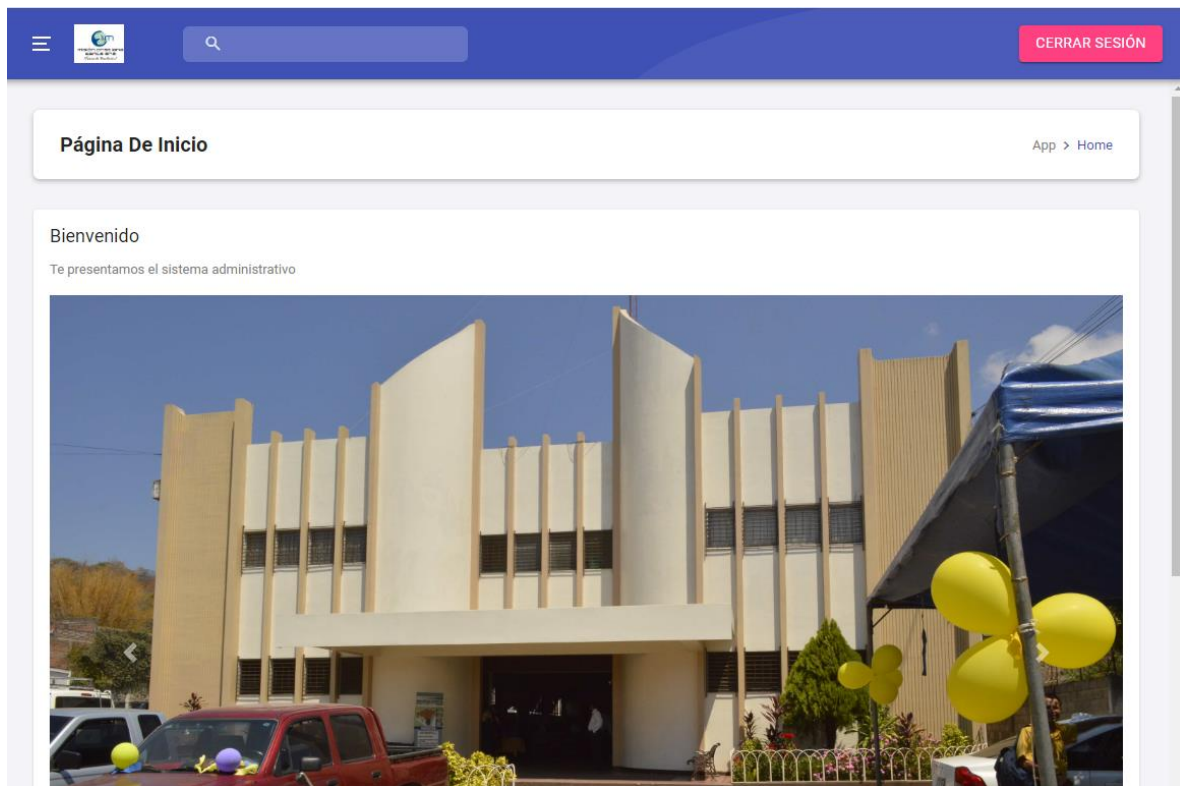 CERRAR SESIÓN
Página De Inicio
App > Home
Bienvenido
Te presentamos el sistema administrativo